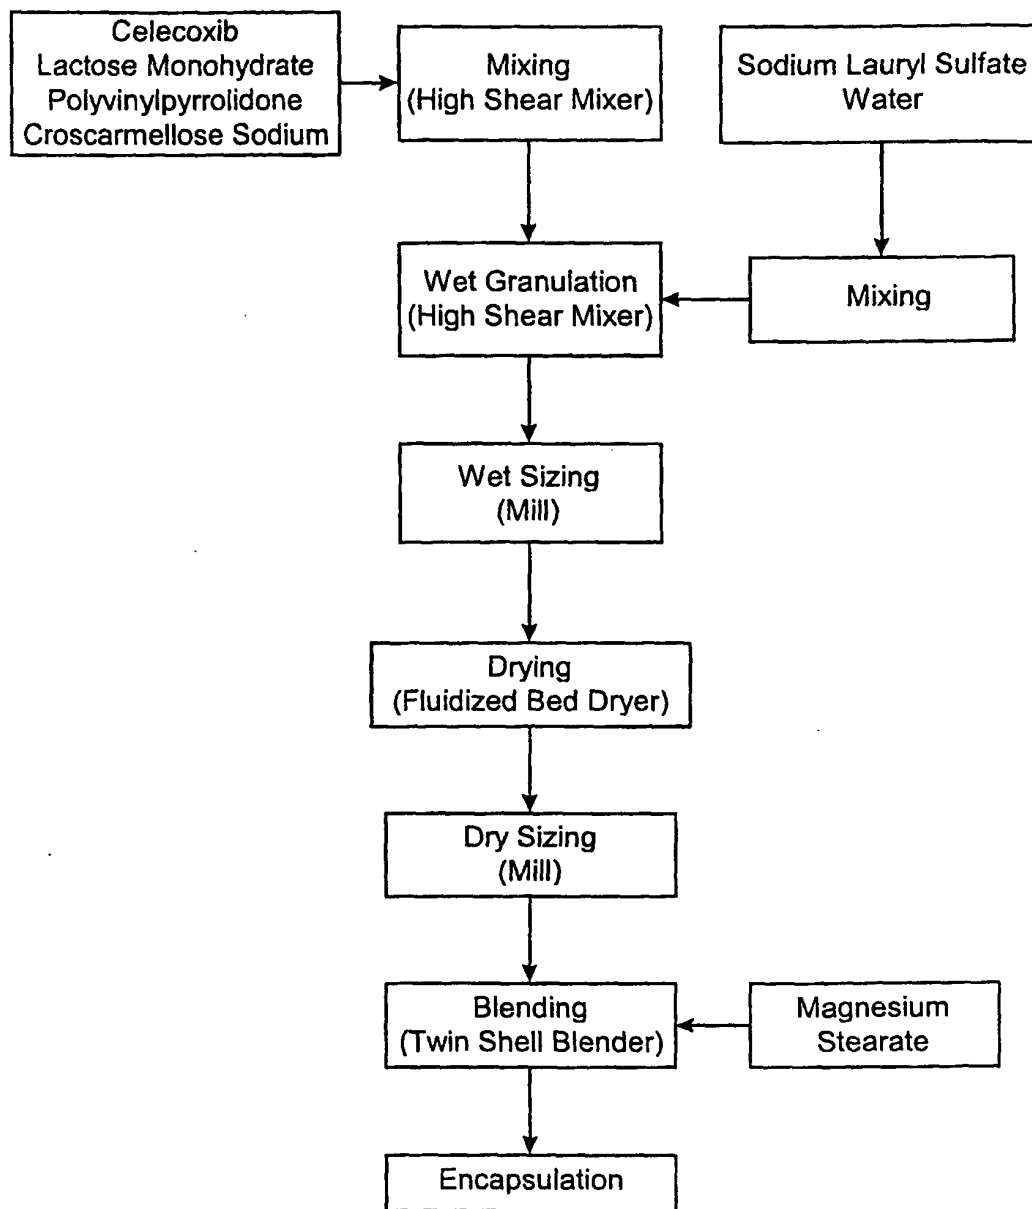 Celecoxib
Lactose Monohydrate
Polyvinylpyrrolidone
Croscarmellose Sodium
Mixing
(High Shear Mixer)
Sodium Lauryl Sulfate
Water
Wet Granulation
(High Shear Mixer)
Mixing
Wet Sizing
(Mill)
Drying
(Fluidized Bed Dryer)
Dry Sizing
(Mill)
Blending
(Twin Shell Blender)
Magnesium
Stearate
Encapsulation